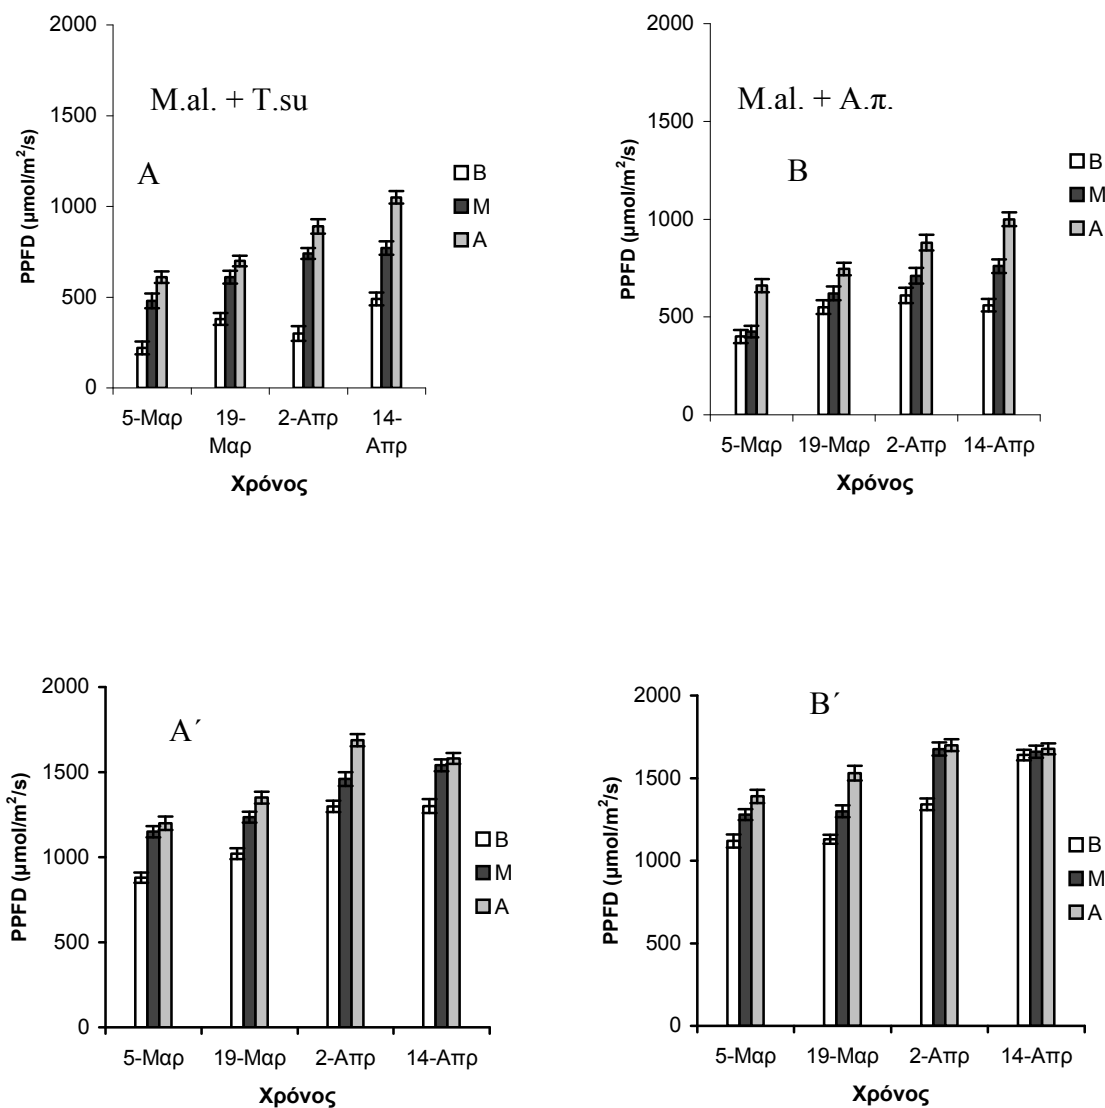 2000
1500
1000
500
0
PPFD (μmol/m²/s)
M.al. + T.su
A
B
M
A
5-Μαρ
19-
Μαρ
2-Απρ
14-
Απρ
Χρόνος
2000
1500
1000
500
0
PPFD (μmol/m²/s)
M.al. + Α.π.
B
B
M
A
5-Μαρ
19-Μαρ
2-Απρ
14-Απρ
Χρόνος
2000
1500
1000
500
0
PPFD (μmol/m²/s)
A´
B
M
A
5-Μαρ
19-Μαρ
2-Απρ
14-Απρ
Χρόνος
2000
1500
1000
500
0
PPFD (μmol/m²/s)
B´
B
M
A
5-Μαρ
19-Μαρ
2-Απρ
14-Απρ
Χρόνος